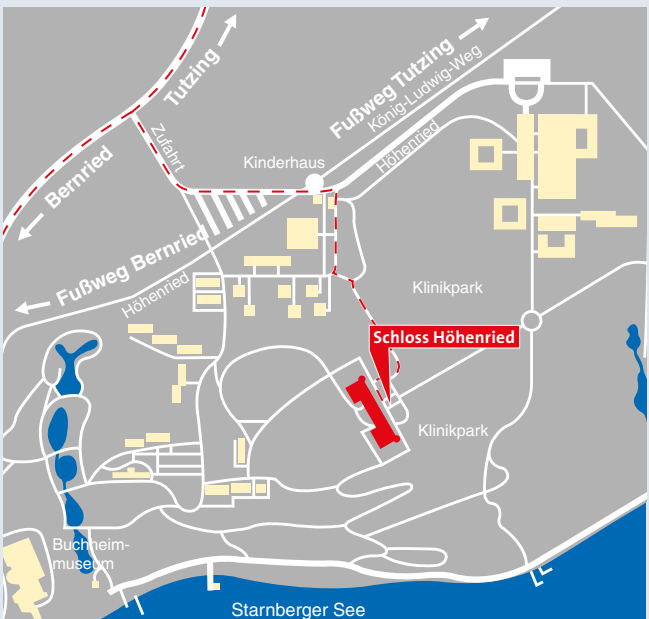 Tutzing
Fußweg Tutzing
König-Ludwig-Weg
Zufahrt
Kinderhaus
Höhenried
Bernried
Fußweg Bernried
Höhenried
Klinikpark
Schloss Höhenried
Klinikpark
Buchheim-
museum
Starnberger See